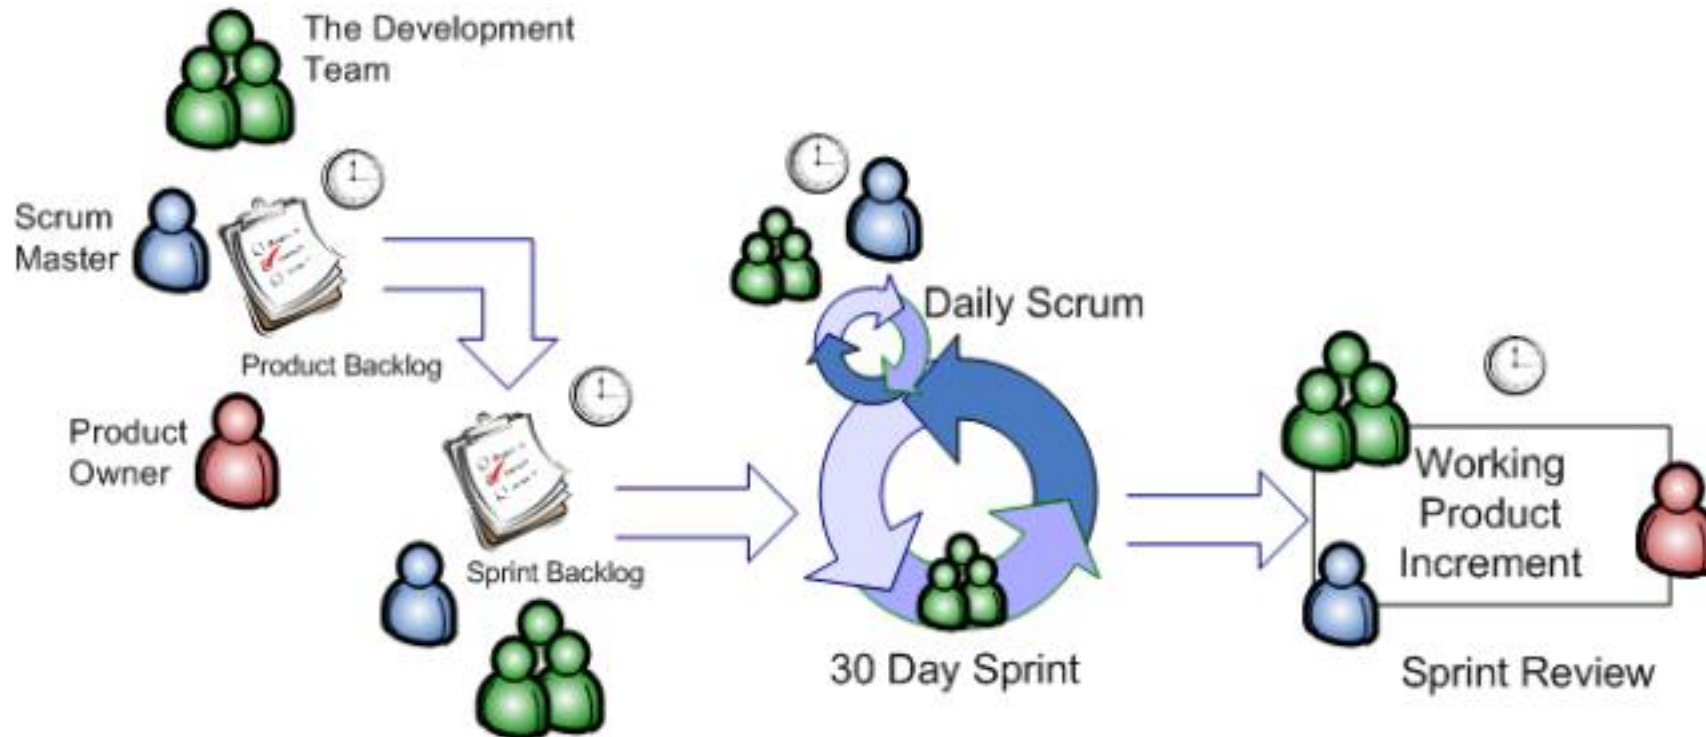 The Development
Team
Scrum
Master
Product Backlog
Product
Owner
Sprint Backlog
Daily Scrum
30 Day Sprint
Working
Product
Increment
Sprint Review